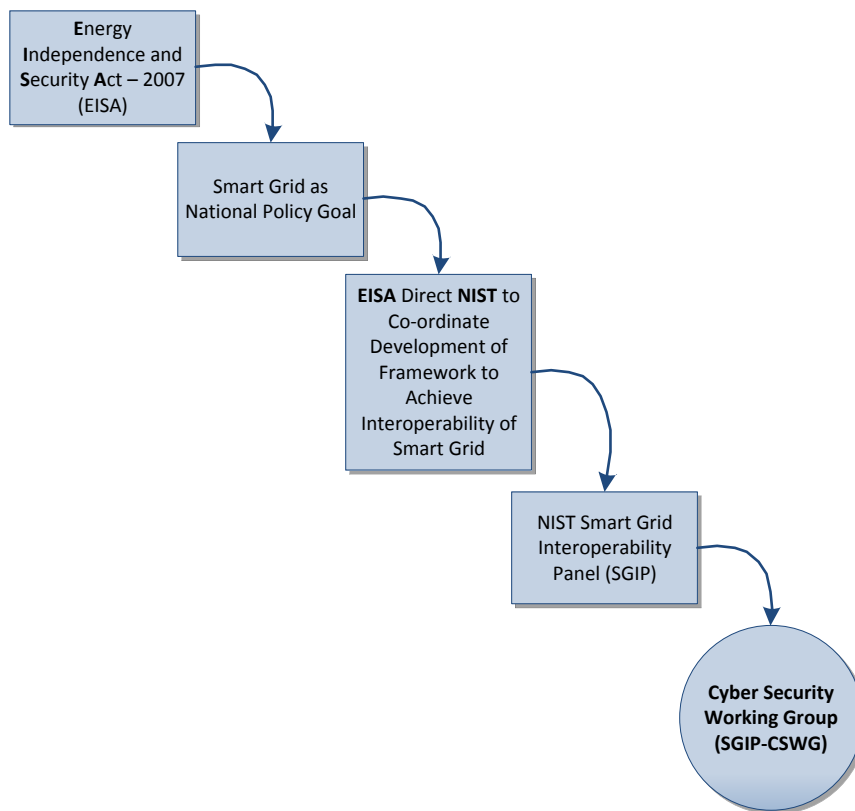 Energy
Independence and
Security Act – 2007
(EISA)
Smart Grid as
National Policy Goal
EISA Direct NIST to
Co-ordinate
Development of
Framework to
Achieve
Interoperability of
Smart Grid
NIST Smart Grid
Interoperability
Panel (SGIP)
Cyber Security
Working Group
(SGIP-CSWG)